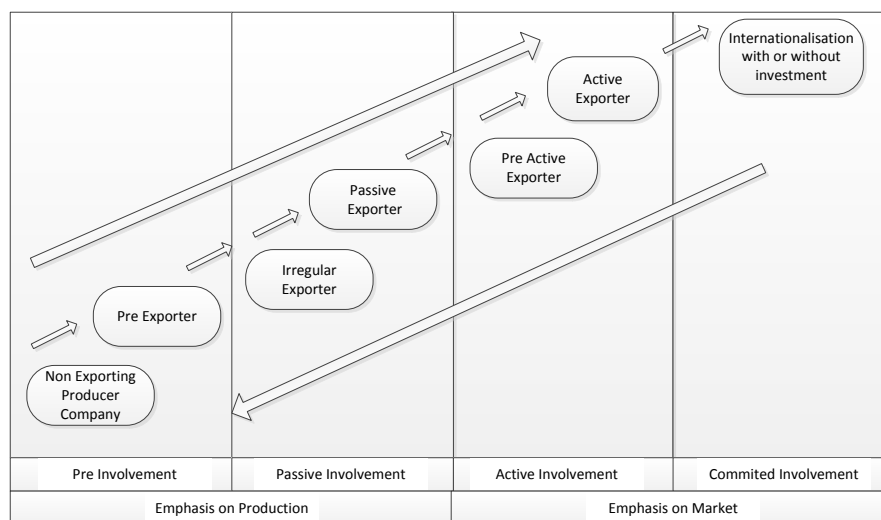 Internationalisation
with or without
investment
Active
Exporter
Pre Active
Exporter
Passive
Exporter
Irregular
Exporter
Pre Exporter
Non Exporting
Producer
Company
Pre Involvement
Passive Involvement
Active Involvement
Commited Involvement
Emphasis on Production
Emphasis on Market